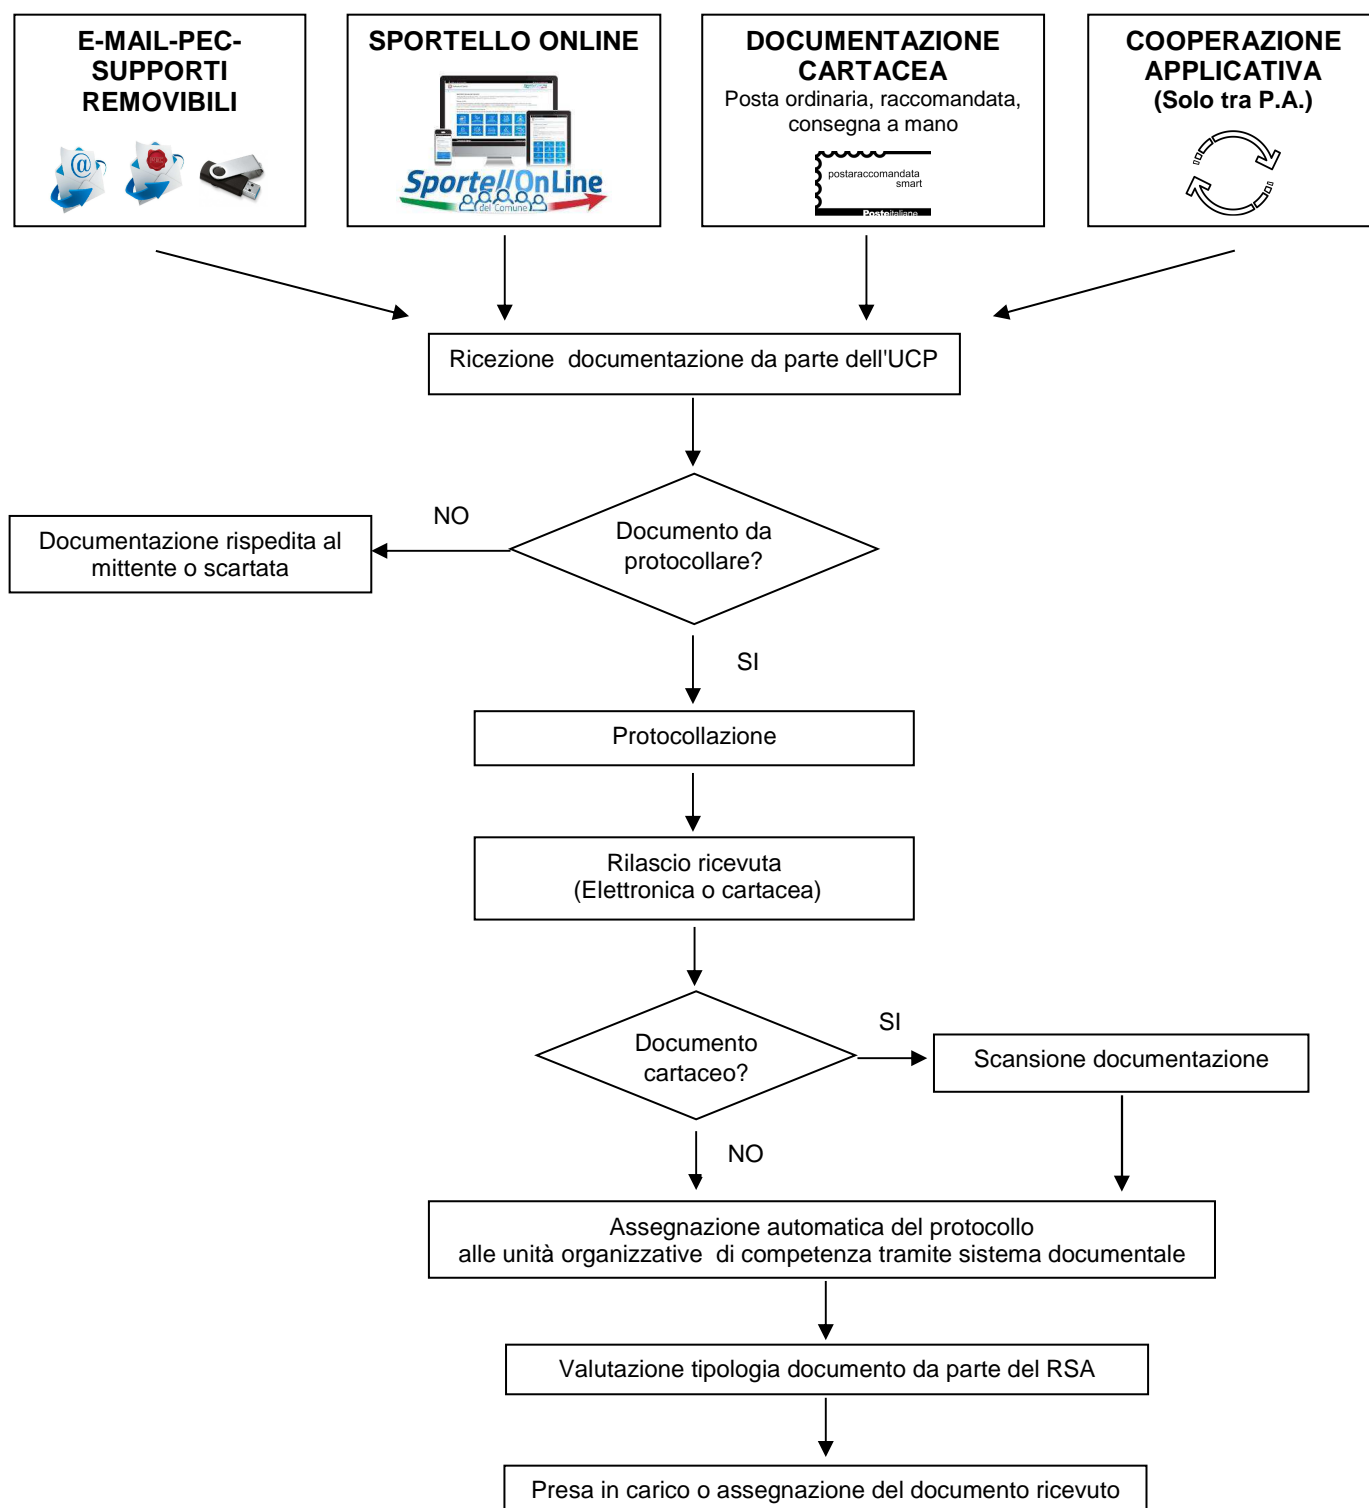 E-MAIL-PEC-
SUPPORTI
REMOVIBILI
SPORTELLO ONLINE
SportellOnLine
del Comune
DOCUMENTAZIONE
CARTACEA
Posta ordinaria, raccomandata,
consegna a mano
postaraccomandata
smart
Posteitaliane
COOPERAZIONE
APPLICATIVA
(Solo tra P.A.)
Ricezione documentazione da parte dell'UCP
Documento da
protocollare?
NO
Documentazione rispedita al
mittente o scartata
SI
Protocollazione
Rilascio ricevuta
(Elettronica o cartacea)
Documento
cartaceo?
SI
Scansione documentazione
NO
Assegnazione automatica del protocollo
alle unità organizzative di competenza tramite sistema documentale
Valutazione tipologia documento da parte del RSA
Presa in carico o assegnazione del documento ricevuto